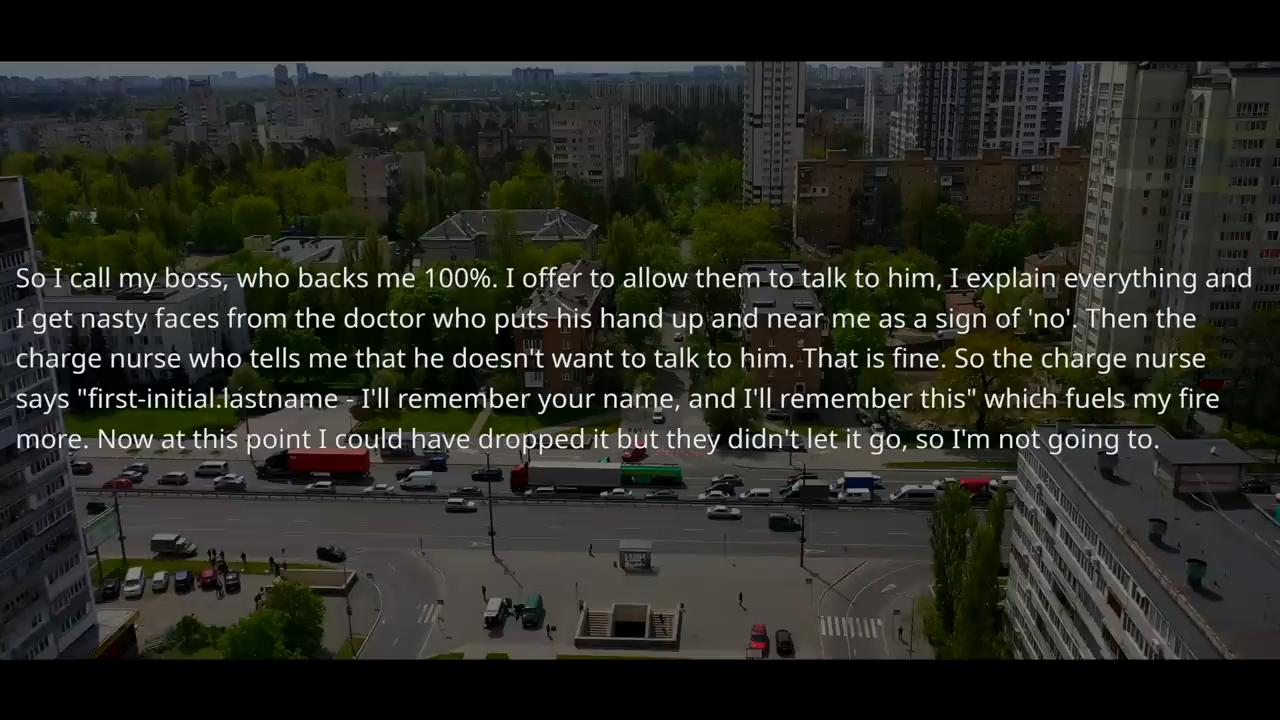 So I call my boss, who backs me 100%. I offer to allow them to talk to him, I explain everything and
I get nasty faces from the doctor who puts his hand up and near me as a sign of 'no'. Then the
charge nurse who tells me that he doesn't want to talk to him. That is fine. So the charge nurse
says "first-initial.lastname - I'll remember your name, and I'll remember this" which fuels my fire
more. Now at this point I could have dropped it but they didn't let it go, so I'm not going to.